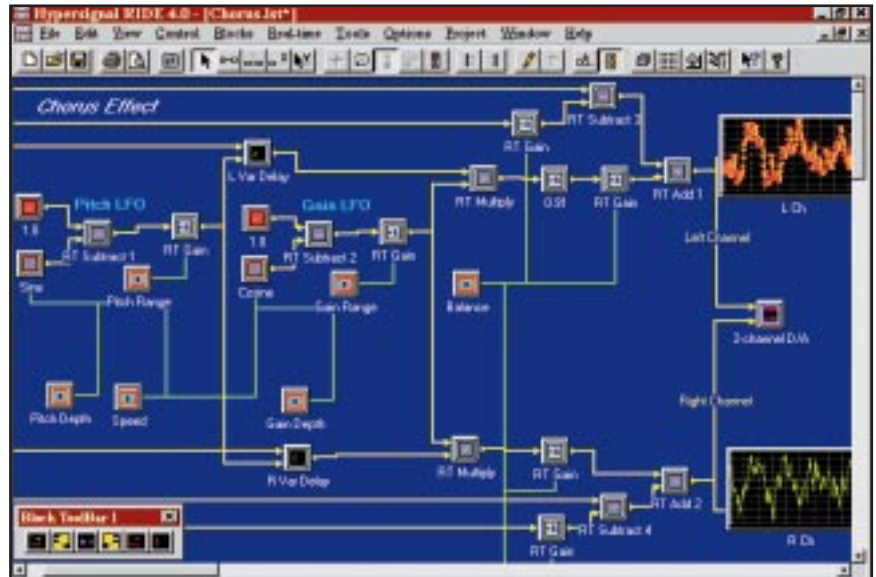 Hypersignal RIDE 4.0 - [Chorus.lst*]
File Edit View Control Blocks Real-time Tools Options Project Window Help
Chorus Effect
RT Subtract 3
RT Gain
L Var Delay
RT Multiply
0.91
RT Gain
RT Add 1
L Ch
Pitch LFO
Gain LFO
1.0
RT Subtract 1
RT Gain
1.0
RT Subtract 2
RT Gain
Left Channel
Sine
Pitch Range
Cosine
Gain Range
Balance
2-channel D/A
Pitch Depth
Speed
Gain Depth
Right Channel
R Var Delay
RT Multiply
RT Gain
RT Add 2
Block ToolBar 1
RT Gain
RT Subtract 4
R Ch